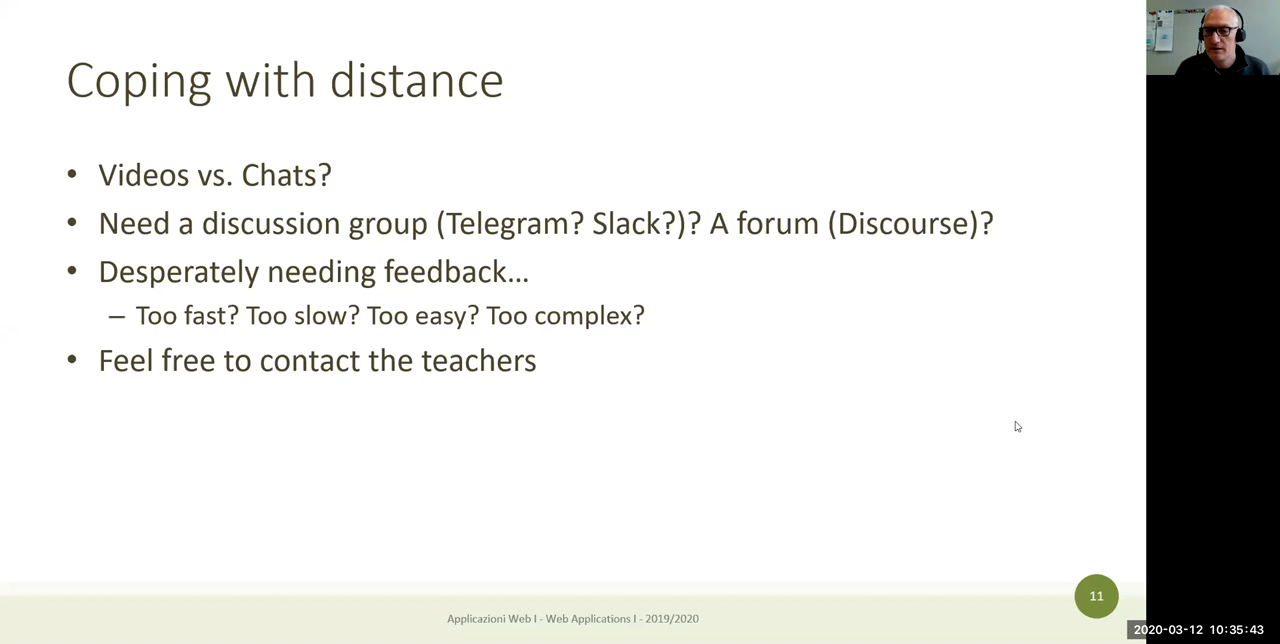 Coping with distance
• Videos vs. Chats?
• Need a discussion group (Telegram? Slack?)? A forum (Discourse)?
• Desperately needing feedback...
– Too fast? Too slow? Too easy? Too complex?
• Feel free to contact the teachers
11
Applicazioni Web I - Web Applications I - 2019/2020
2020-03-12 10:35:43